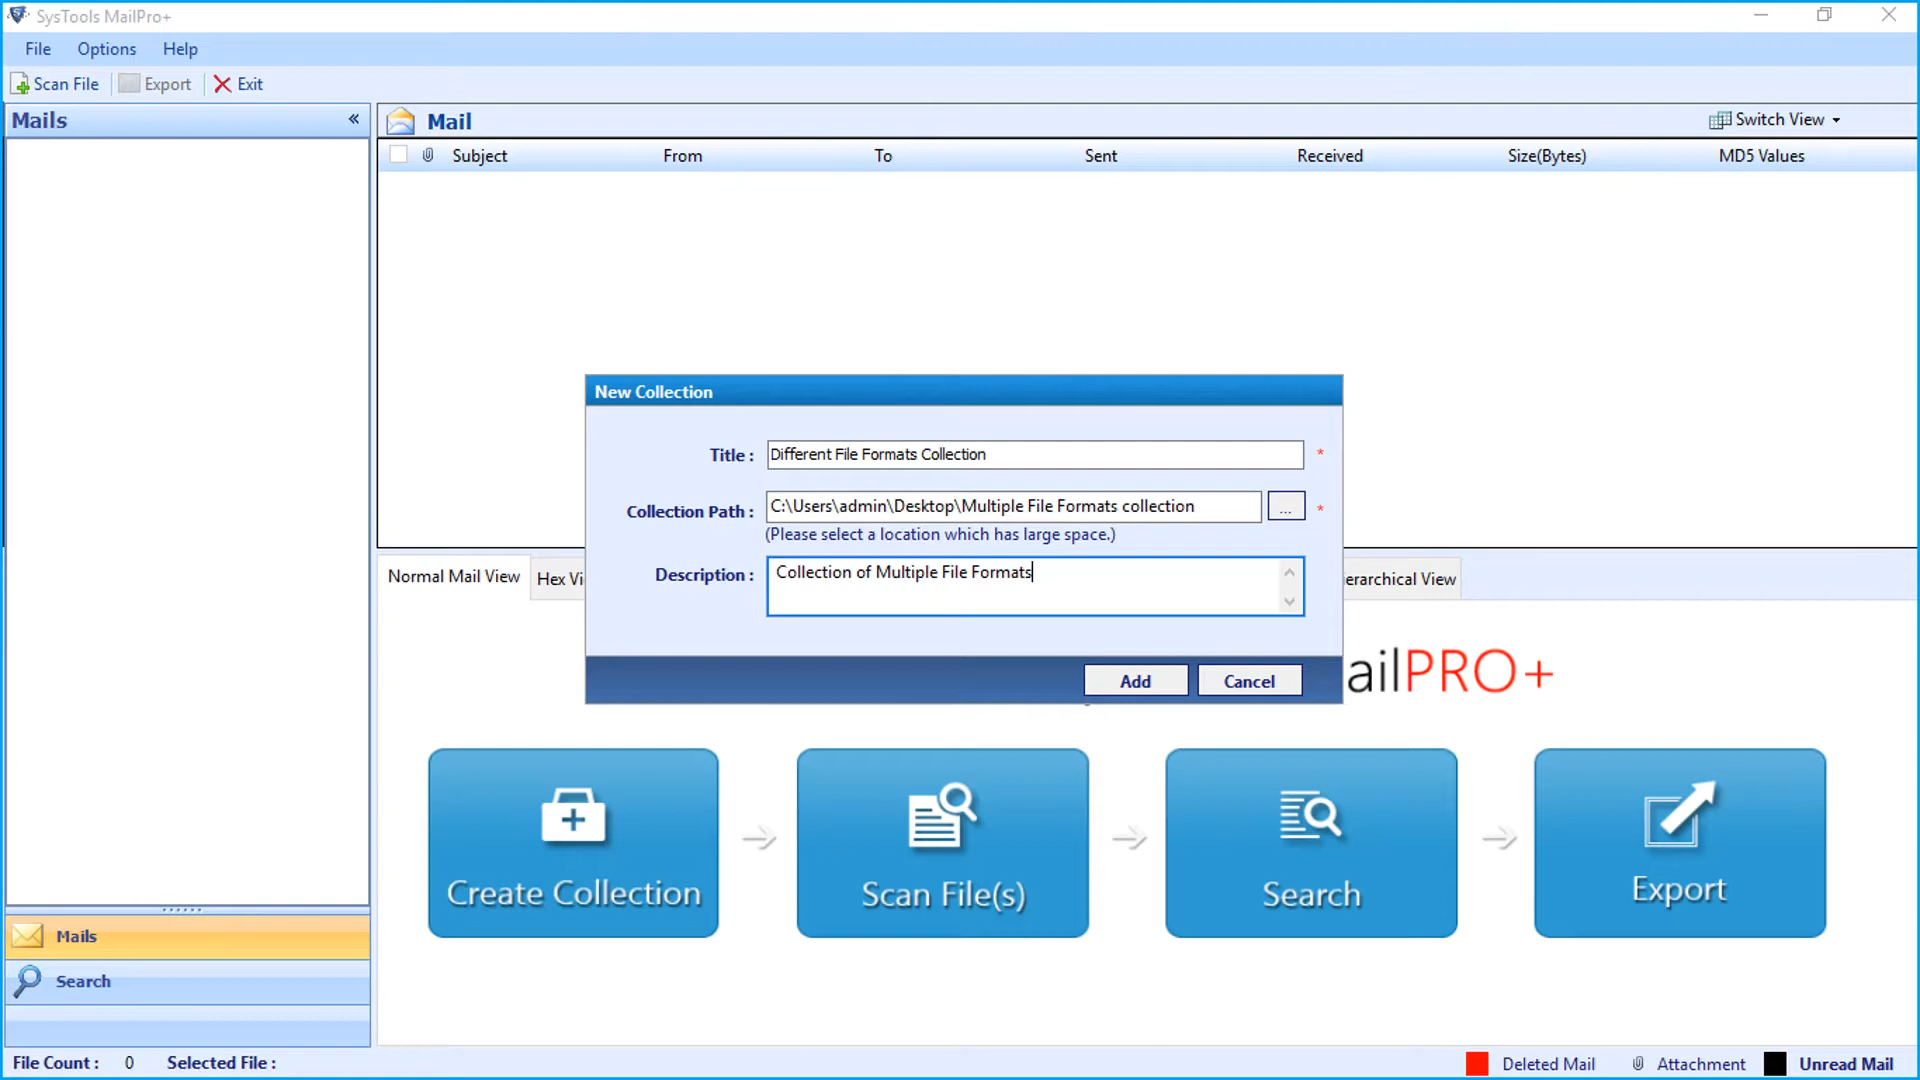 SysTools MailPro+
File Options Help
Scan File Export Exit
Mails «
Mail
Switch View
Subject From To Sent Received Size(Bytes) MD5 Values
New Collection
Title : Different File Formats Collection *
Collection Path : C:\Users\admin\Desktop\Multiple File Formats collection ... *
(Please select a location which has large space.)
Description : Collection of Multiple File Formats
Add Cancel
Normal Mail View Hex Vi erarchical View
ailPRO+
Create Collection
Scan File(s)
Search
Export
Mails
Search
File Count : 0 Selected File :
Deleted Mail Attachment Unread Mail